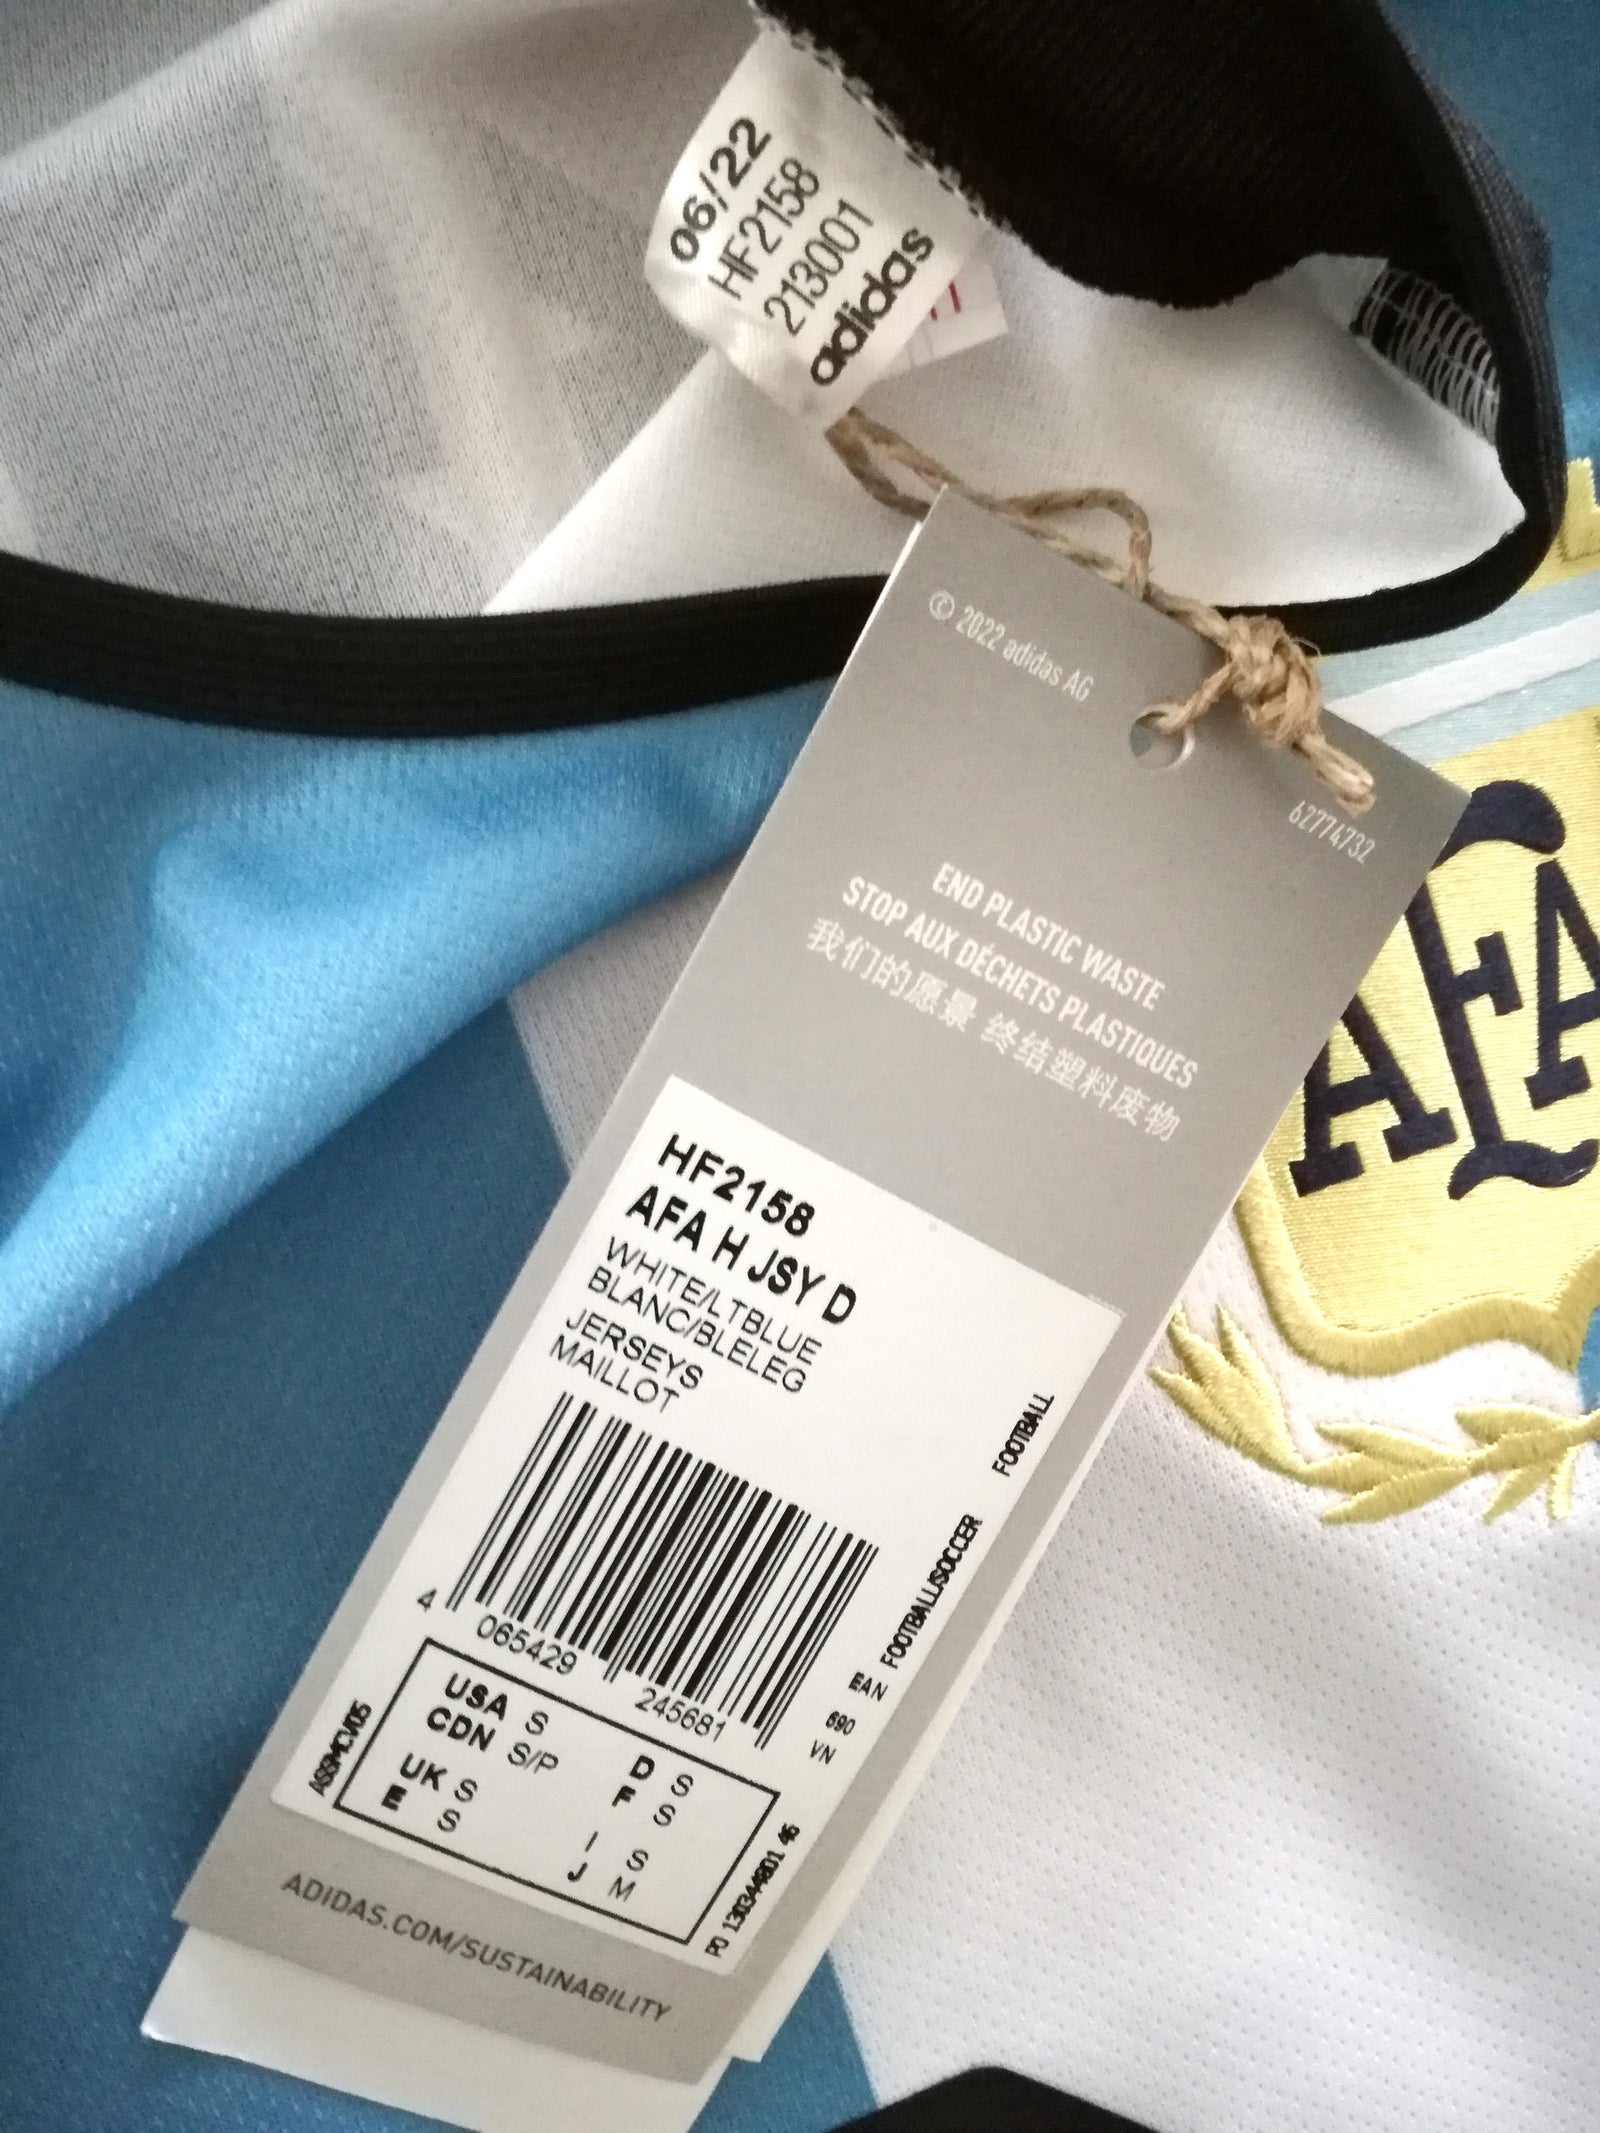 06/22
HF2158
213001
adidas
© 2022 adidas AG
62774732
END PLASTIC WASTE
STOP AUX DÉCHETS PLASTIQUES
我们的愿景 终结塑料废物
HF2158
AFA H JSY D
WHITE/LTBLUE
BLANC/BLELEG
JERSEYS
MAILLOT
FOOTBALL
FOOTBALL/SOCCER
4 065429 245681
EAN
690
VN
USA S
CDN S/P
UK S
E S
D S
F S
I S
J M
ADIDAS.COM/SUSTAINABILITY
AFA